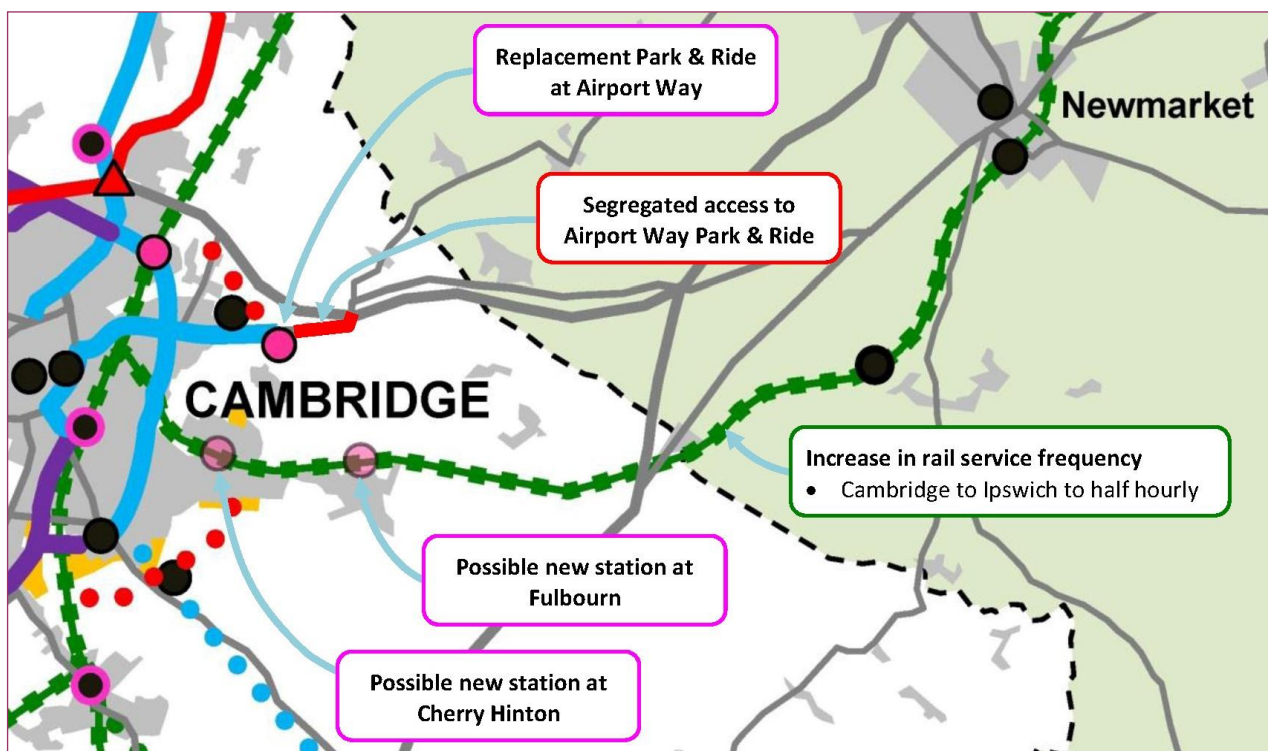 Replacement Park & Ride
at Airport Way
Newmarket
Segregated access to
Airport Way Park & Ride
CAMBRIDGE
Increase in rail service frequency
• Cambridge to Ipswich to half hourly
Possible new station at
Fulbourn
Possible new station at
Cherry Hinton